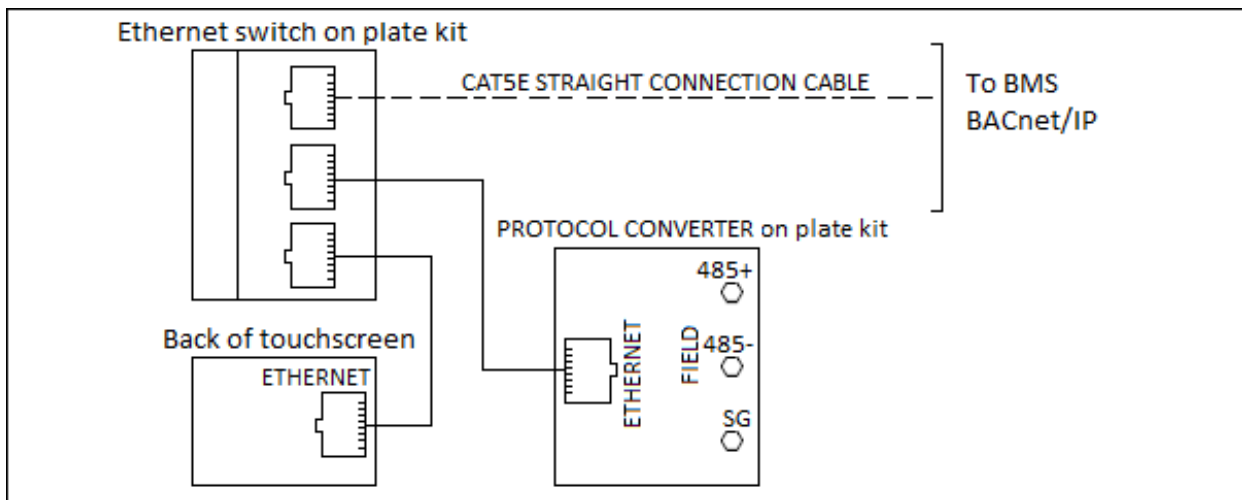 Ethernet switch on plate kit
CAT5E STRAIGHT CONNECTION CABLE
To BMS
BACnet/IP
PROTOCOL CONVERTER on plate kit
485+
ETHERNET
FIELD
485-
SG
Back of touchscreen
ETHERNET